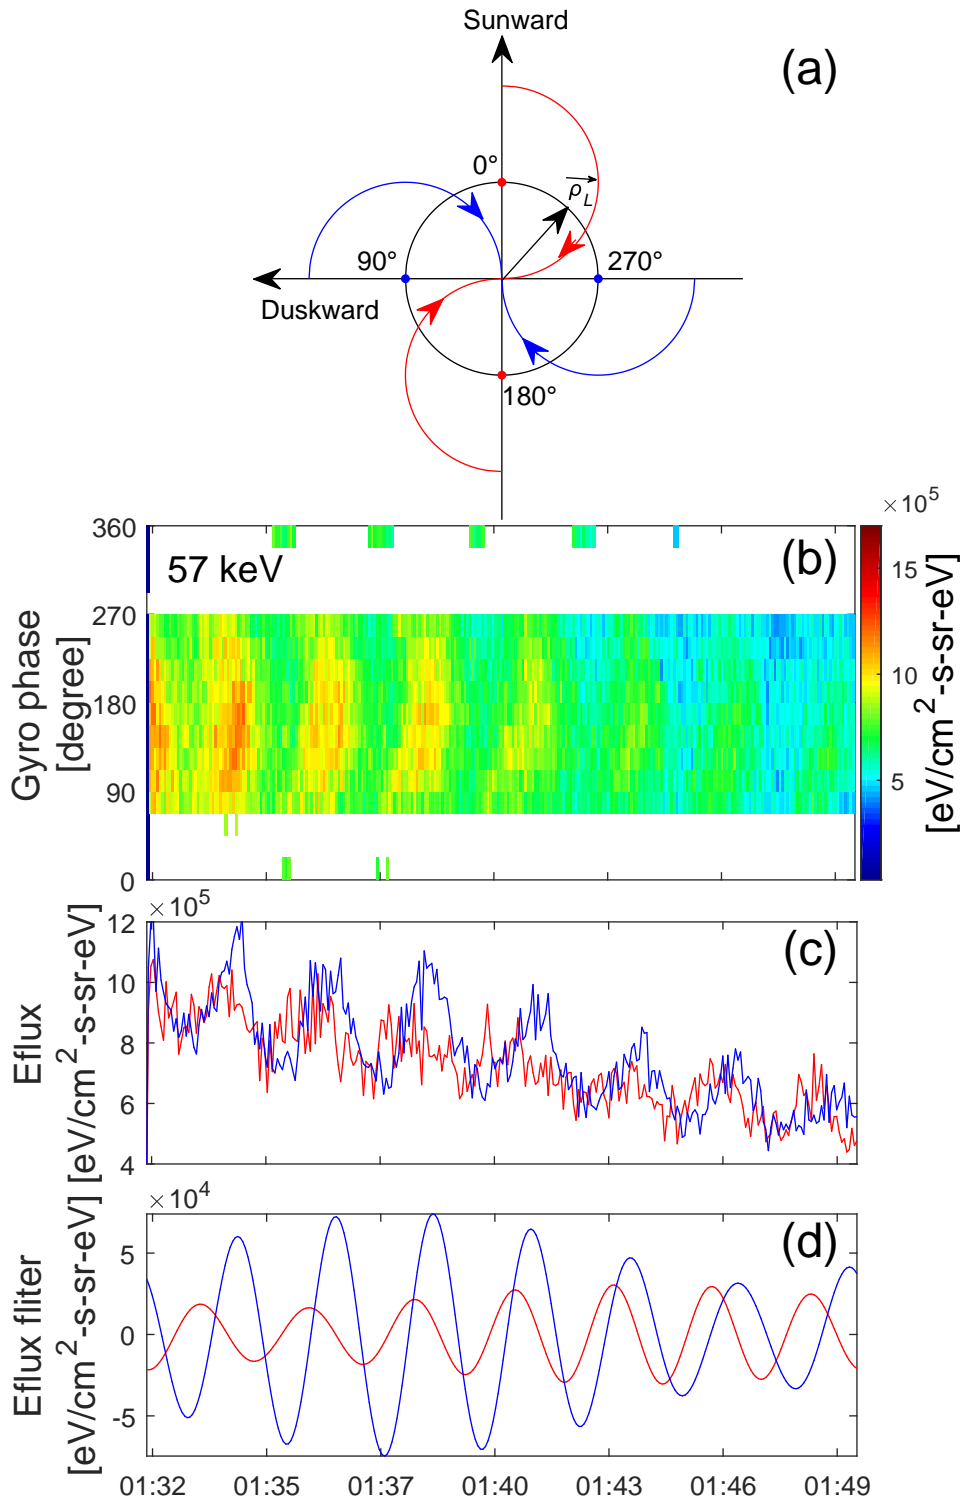 Sunward
(a)
0°
ρL
90°
270°
Duskward
180°
×10^5
360
57 keV
(b)
15
270
Gyro phase
[degree]
180
10
[eV/cm^2-s-sr-eV]
90
5
0
×10^5
12
(c)
10
Eflux
[eV/cm^2-s-sr-eV]
8
6
4
×10^4
(d)
5
Eflux fliter
[eV/cm^2-s-sr-eV]
0
-5
01:32 01:35 01:37 01:40 01:43 01:46 01:49